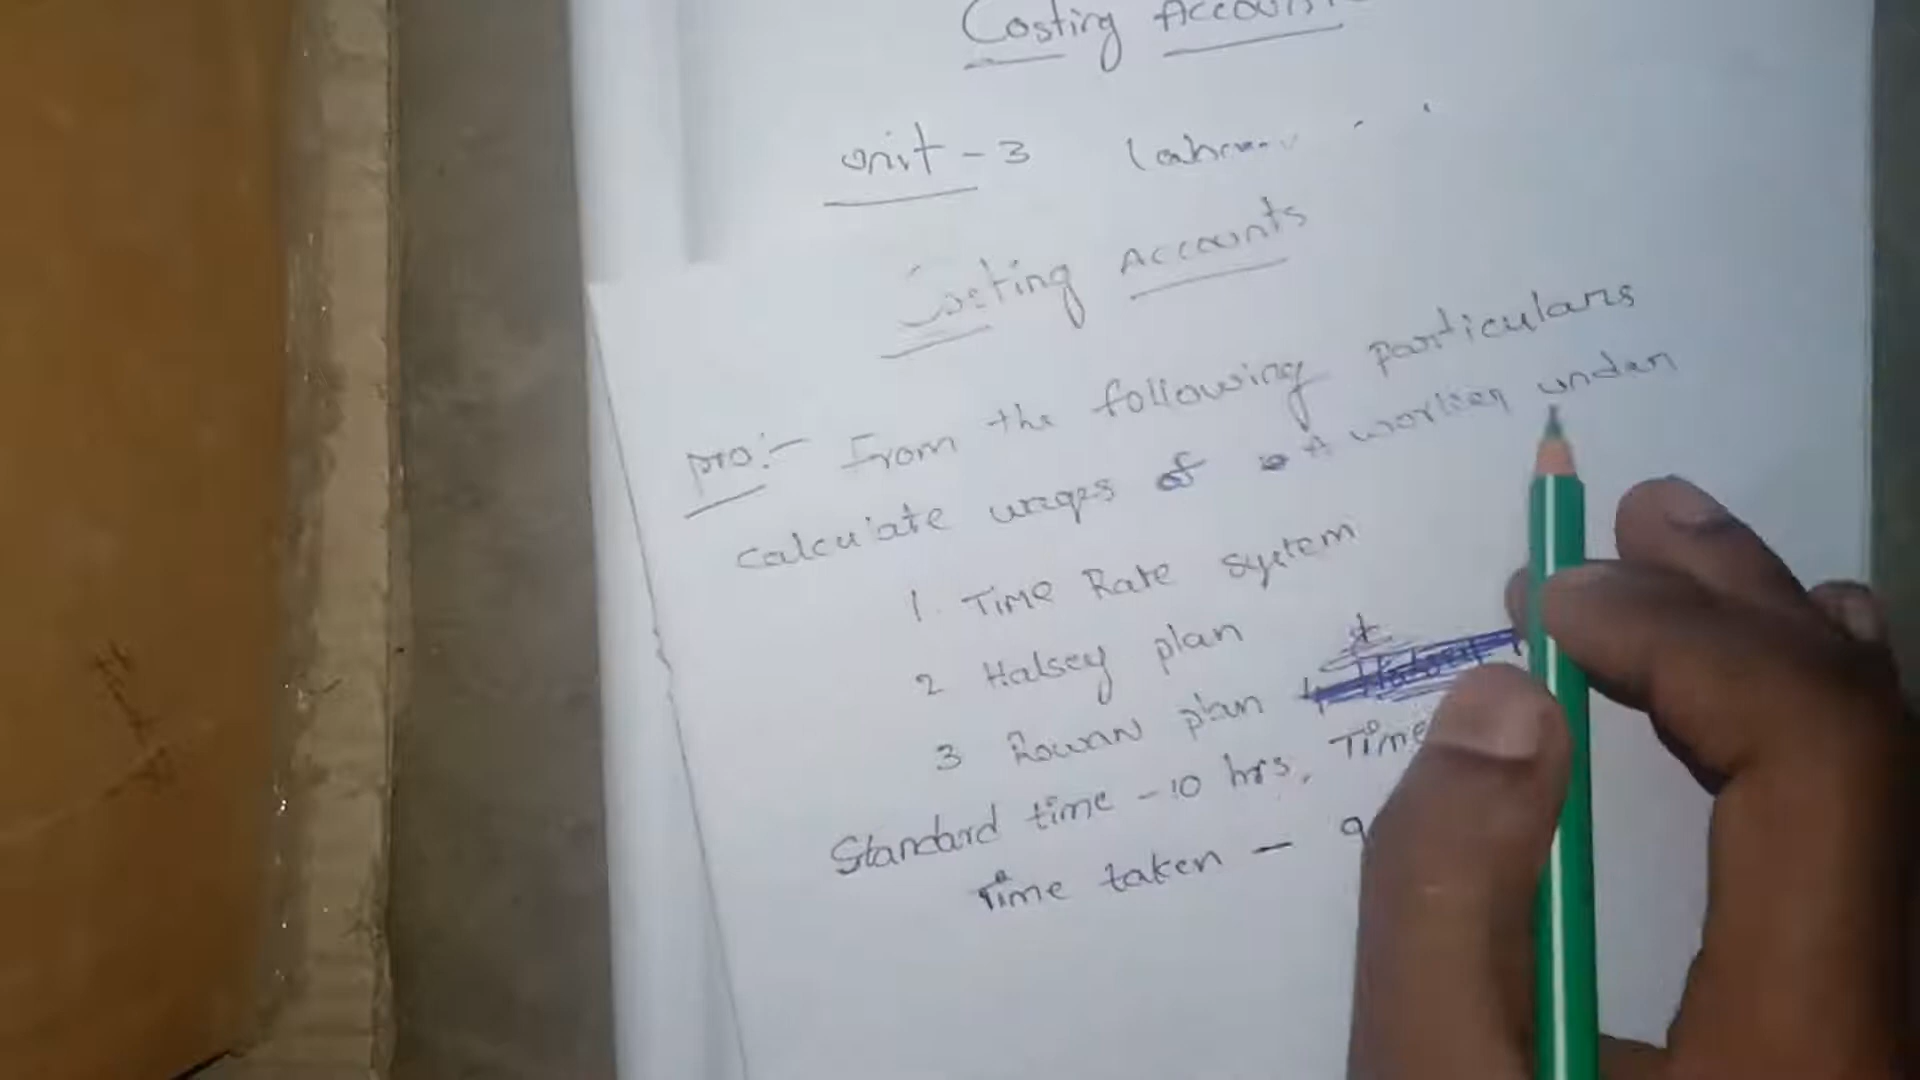 Costing
Unit - 3
Costing Accounts
pro:- From the following particulars
calculate wages of A worker under
1. Time Rate system
2 Halsey plan
3 Rowan plan
Standard time - 10 hrs, Time
Time taken - 9